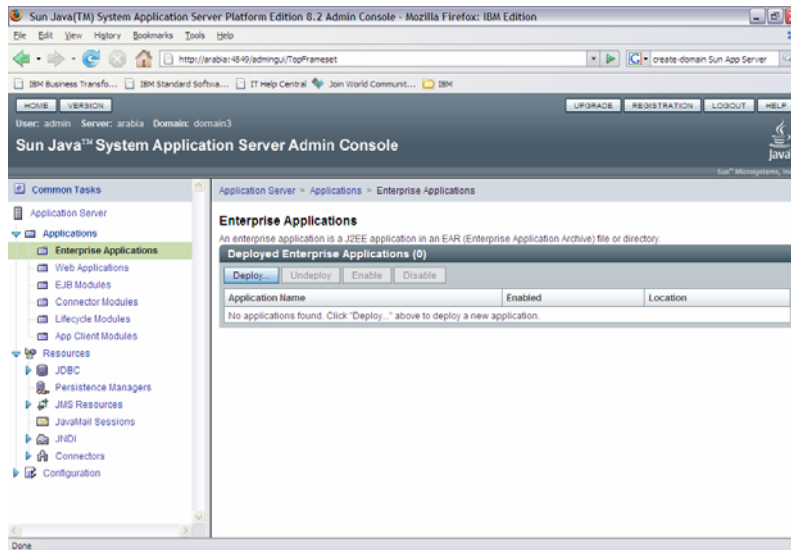 Sun Java(TM) System Application Server Platform Edition 8.2 Admin Console - Mozilla Firefox: IBM Edition
File Edit View History Bookmarks Tools Help
http://arabia:4849/admingui/TopFrameset
create-domain Sun App Server
IBM Business Transfo... IBM Standard Softwa... IT Help Central Join World Communit... IBM
HOME VERSION UPGRADE REGISTRATION LOGOUT HELP
User: admin Server: arabia Domain: domain3
Sun Java™ System Application Server Admin Console
Java
Sun™ Microsystems, In
Common Tasks
Application Server
Applications
Enterprise Applications
Web Applications
EJB Modules
Connector Modules
Lifecycle Modules
App Client Modules
Resources
JDBC
Persistence Managers
JMS Resources
JavaMail Sessions
JNDI
Connectors
Configuration
Application Server > Applications > Enterprise Applications
Enterprise Applications
An enterprise application is a J2EE application in an EAR (Enterprise Application Archive) file or directory.
Deployed Enterprise Applications (0)
Deploy... Undeploy Enable Disable
Application Name Enabled Location
No applications found. Click "Deploy..." above to deploy a new application.
Done